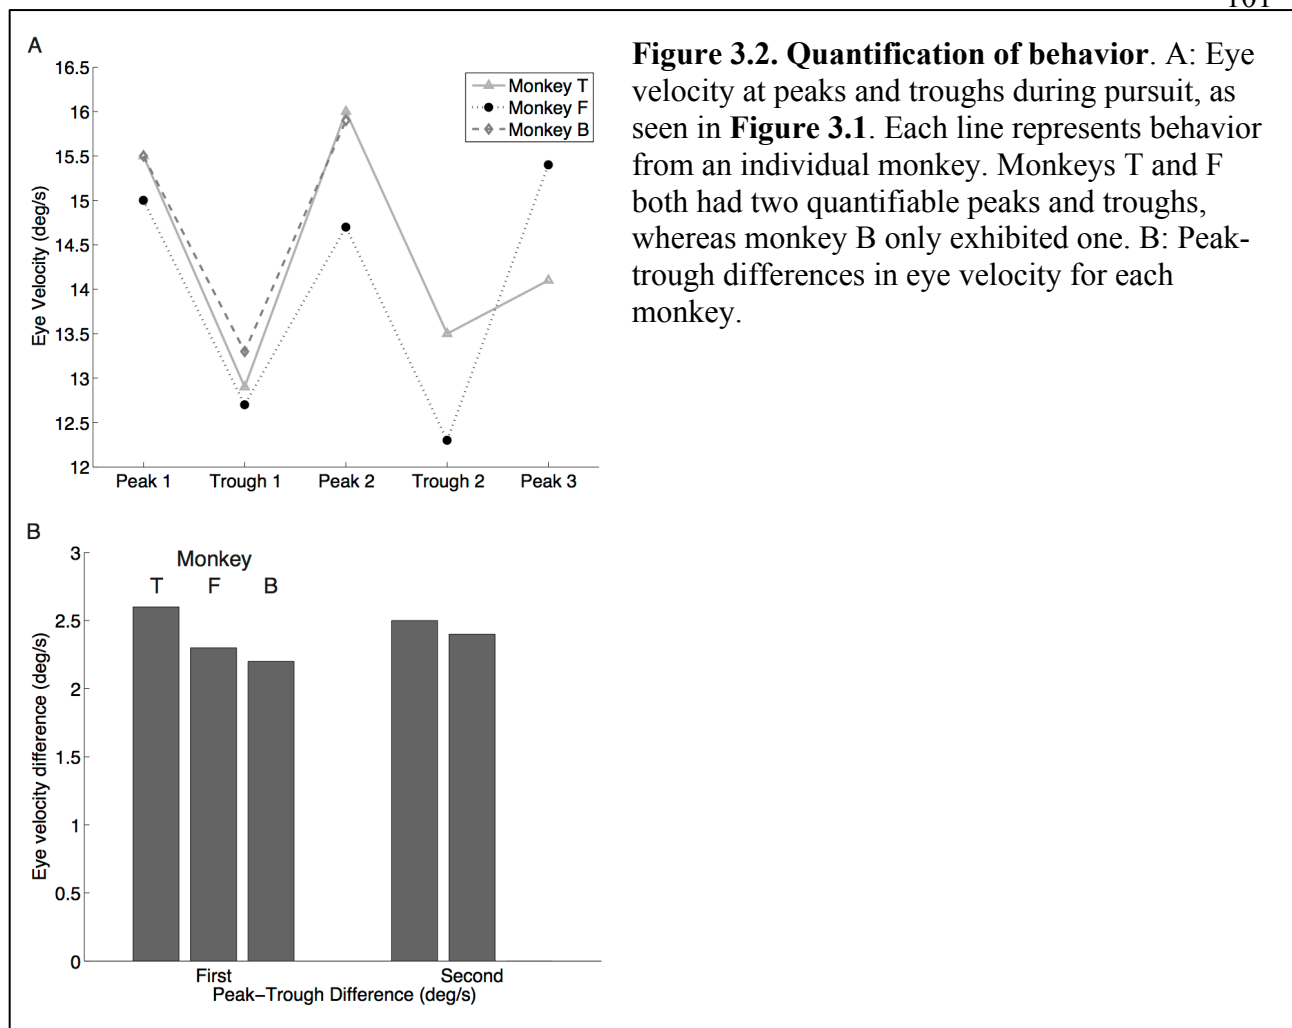 101
A
16.5
16
15.5
15
14.5
14
13.5
13
12.5
12
Eye Velocity (deg/s)
Monkey T
Monkey F
Monkey B
Peak 1 Trough 1 Peak 2 Trough 2 Peak 3
Figure 3.2. Quantification of behavior. A: Eye
velocity at peaks and troughs during pursuit, as
seen in Figure 3.1. Each line represents behavior
from an individual monkey. Monkeys T and F
both had two quantifiable peaks and troughs,
whereas monkey B only exhibited one. B: Peak-
trough differences in eye velocity for each
monkey.
B
3
2.5
2
1.5
1
0.5
0
Eye velocity difference (deg/s)
Monkey
T F B
First Second
Peak−Trough Difference (deg/s)